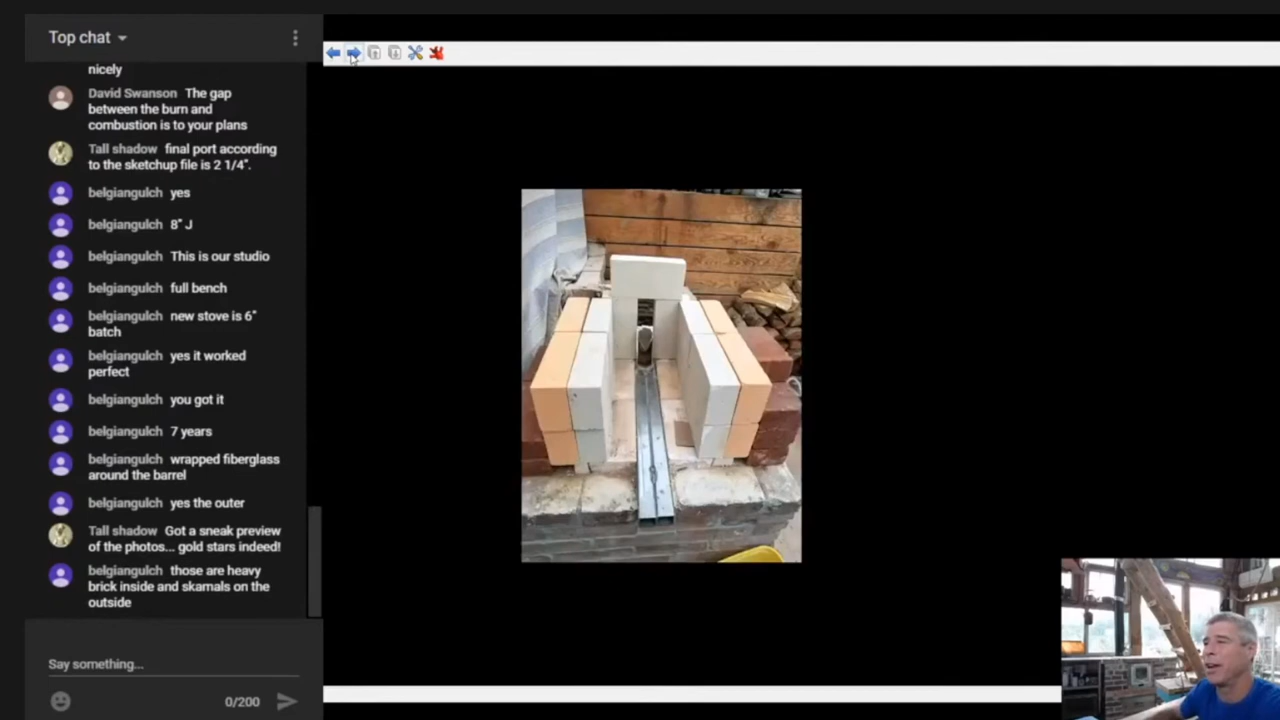 Top chat
nicely
David Swanson The gap
between the burn and
combustion is to your plans
Tall shadow final port according
to the sketchup file is 2 1/4".
belgiangulch yes
belgiangulch 8" J
belgiangulch This is our studio
belgiangulch full bench
belgiangulch new stove is 6"
batch
belgiangulch yes it worked
perfect
belgiangulch you got it
belgiangulch 7 years
belgiangulch wrapped fiberglass
around the barrel
belgiangulch yes the outer
Tall shadow Got a sneak preview
of the photos... gold stars indeed!
belgiangulch those are heavy
brick inside and skamals on the
outside
Say something...
0/200